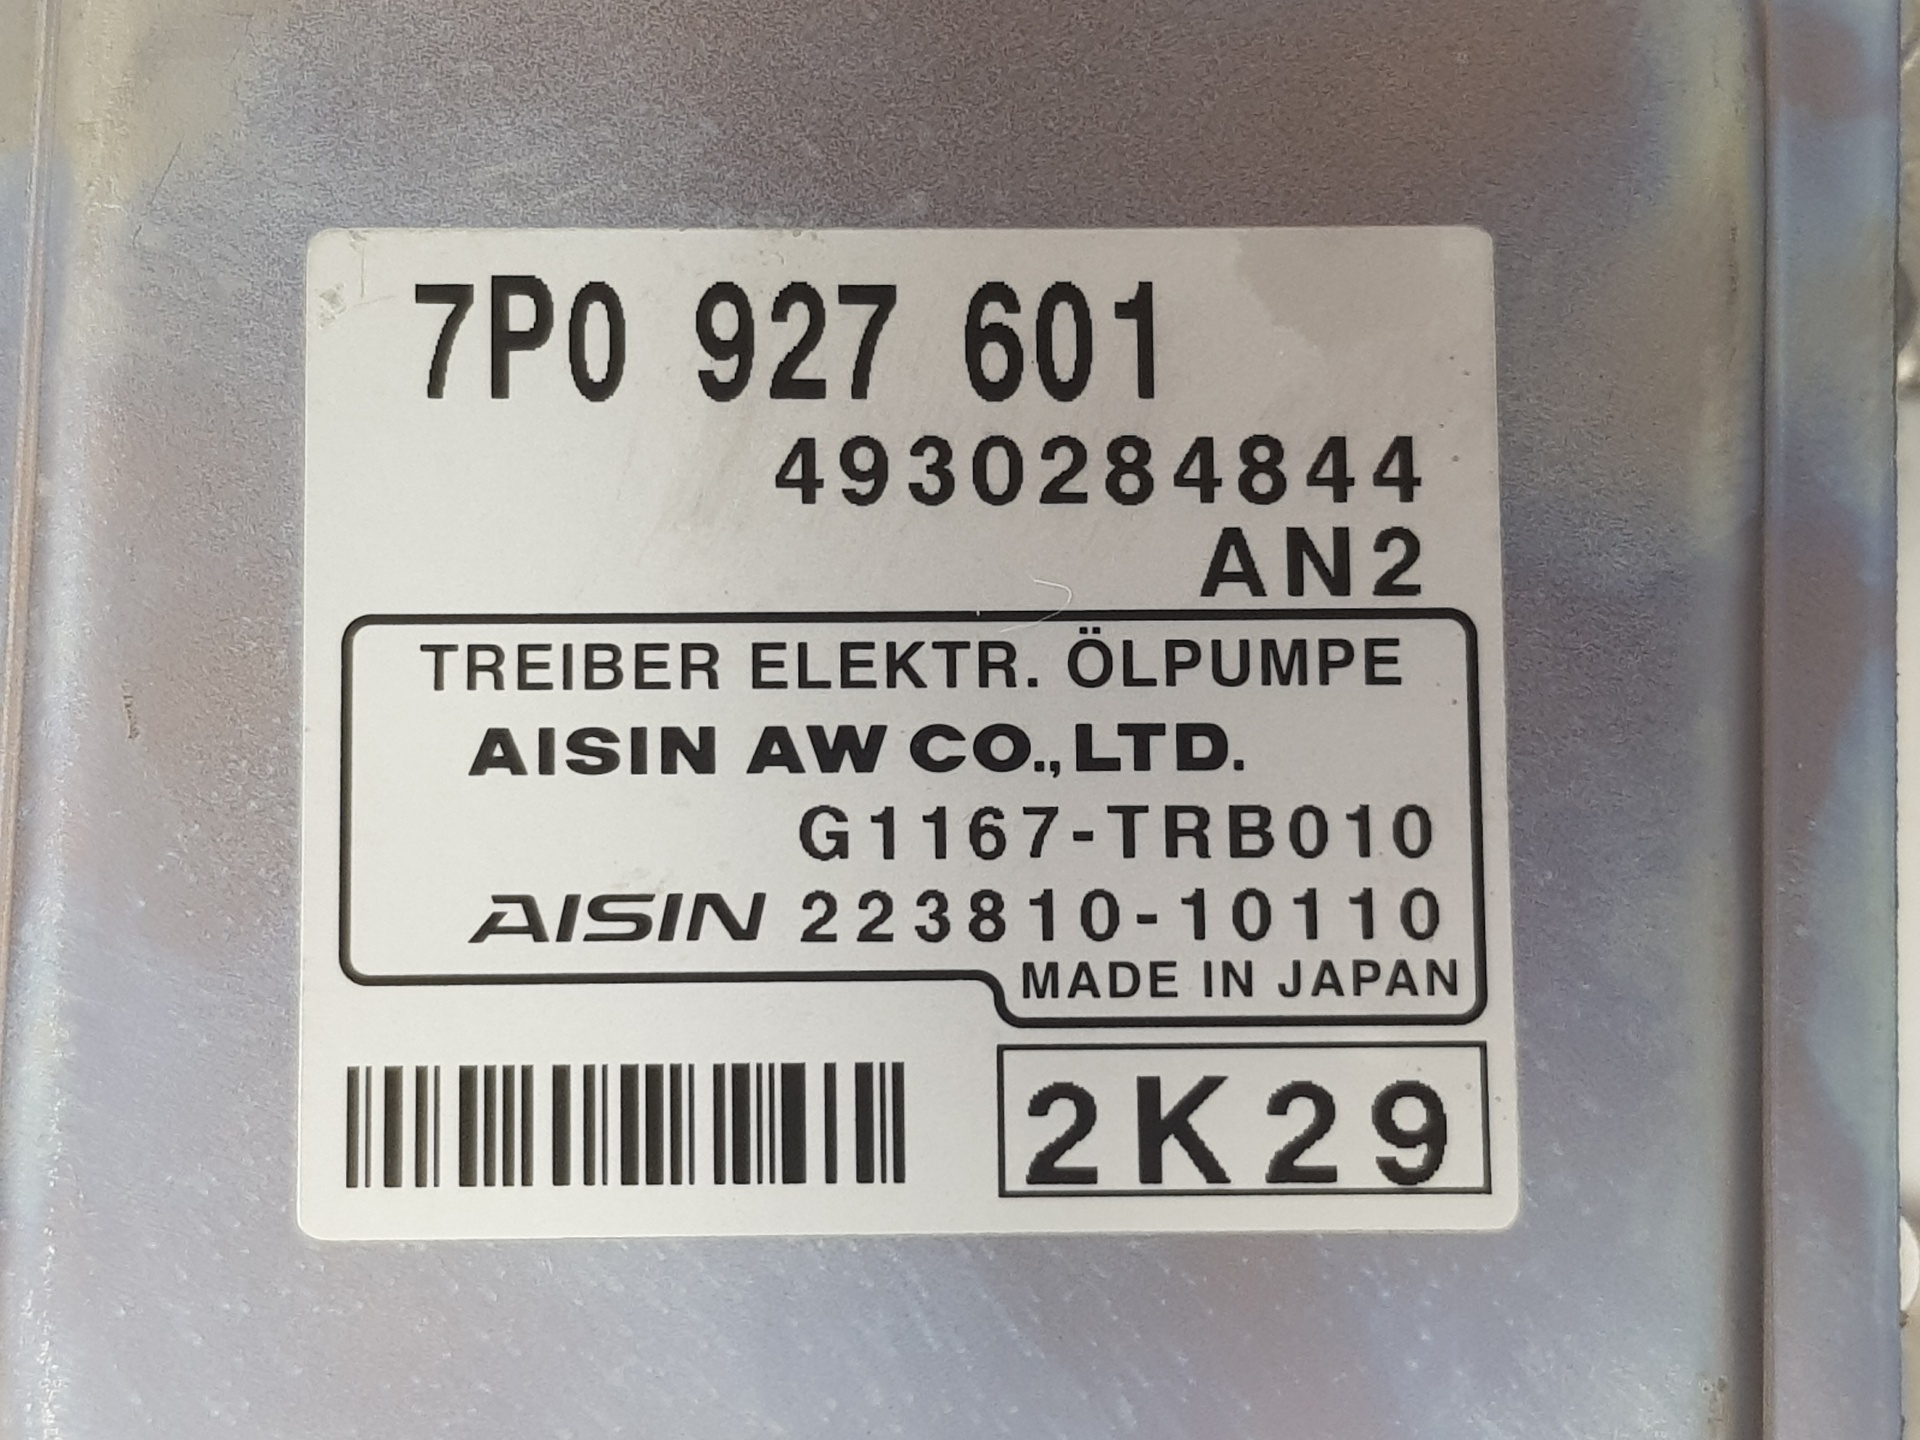 7P0 927 601
4930284844
AN2
TREIBER ELEKTR. ÖLPUMPE
AISIN AW CO.,LTD.
G1167-TRB010
AISIN 223810-10110
MADE IN JAPAN
2K29